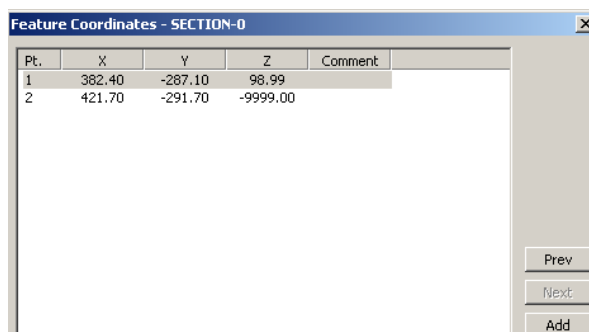 Feature Coordinates - SECTION-0
Pt. X Y Z Comment
1 382.40 -287.10 98.99
2 421.70 -291.70 -9999.00
Prev
Next
Add